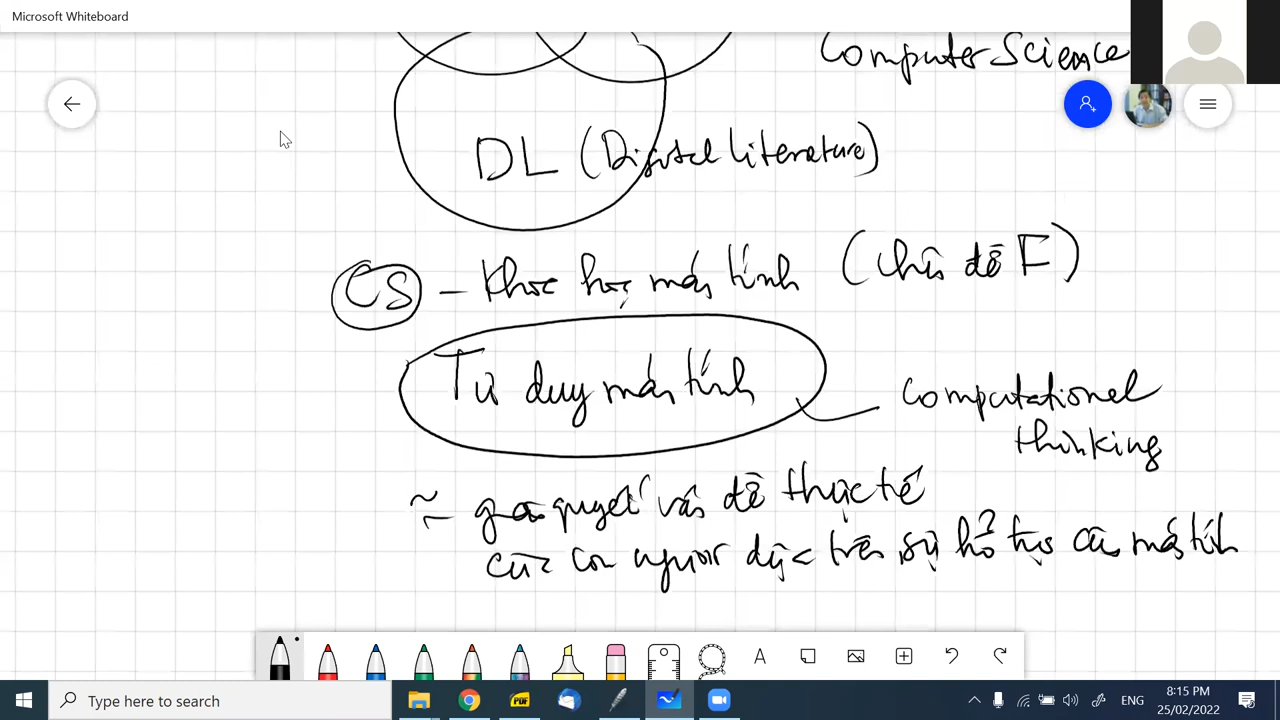 Microsoft Whiteboard
Computer Science
DL (Digital literature)
CS – Khoa học máy tính (Chủ đề F)
Tư duy máy tính
Computational
thinking
≈ giải quyết vấn đề thực tế
của con người dựa trên sự hỗ trợ của máy tính
A
Type here to search
PDF
ENG
8:15 PM
25/02/2022